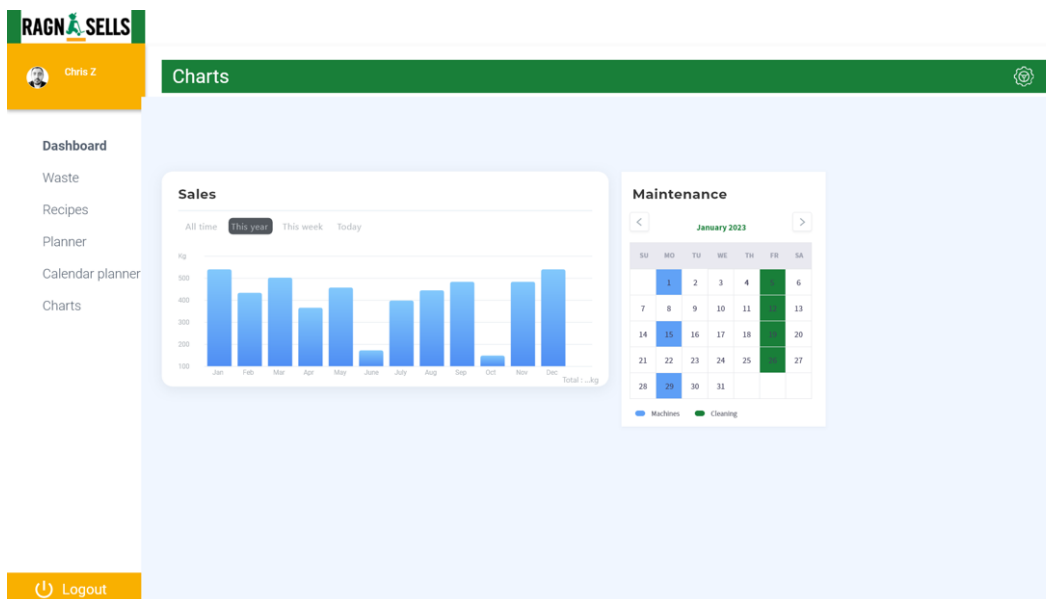 RAGN SELLS
Chris Z
Charts
Dashboard
Waste
Recipes
Planner
Calendar planner
Charts
Logout
Sales
All time This year This week Today
Kg
500
400
300
200
100
Jan Feb Mar Apr May June July Aug Sep Oct Nov Dec
Total : ...kg
Maintenance
< >
January 2023
SU MO TU WE TH FR SA
1 2 3 4 5 6
7 8 9 10 11 12 13
14 15 16 17 18 19 20
21 22 23 24 25 26 27
28 29 30 31
Machines Cleaning